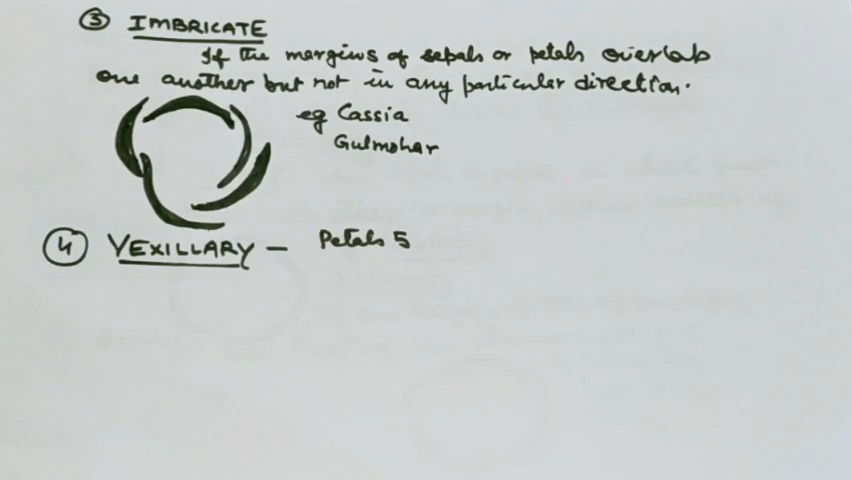 ③ IMBRICATE
If the margins of sepals or petals overlap
one another but not in any particular direction.
eg Cassia
Gulmohar
④ VEXILLARY - Petals 5